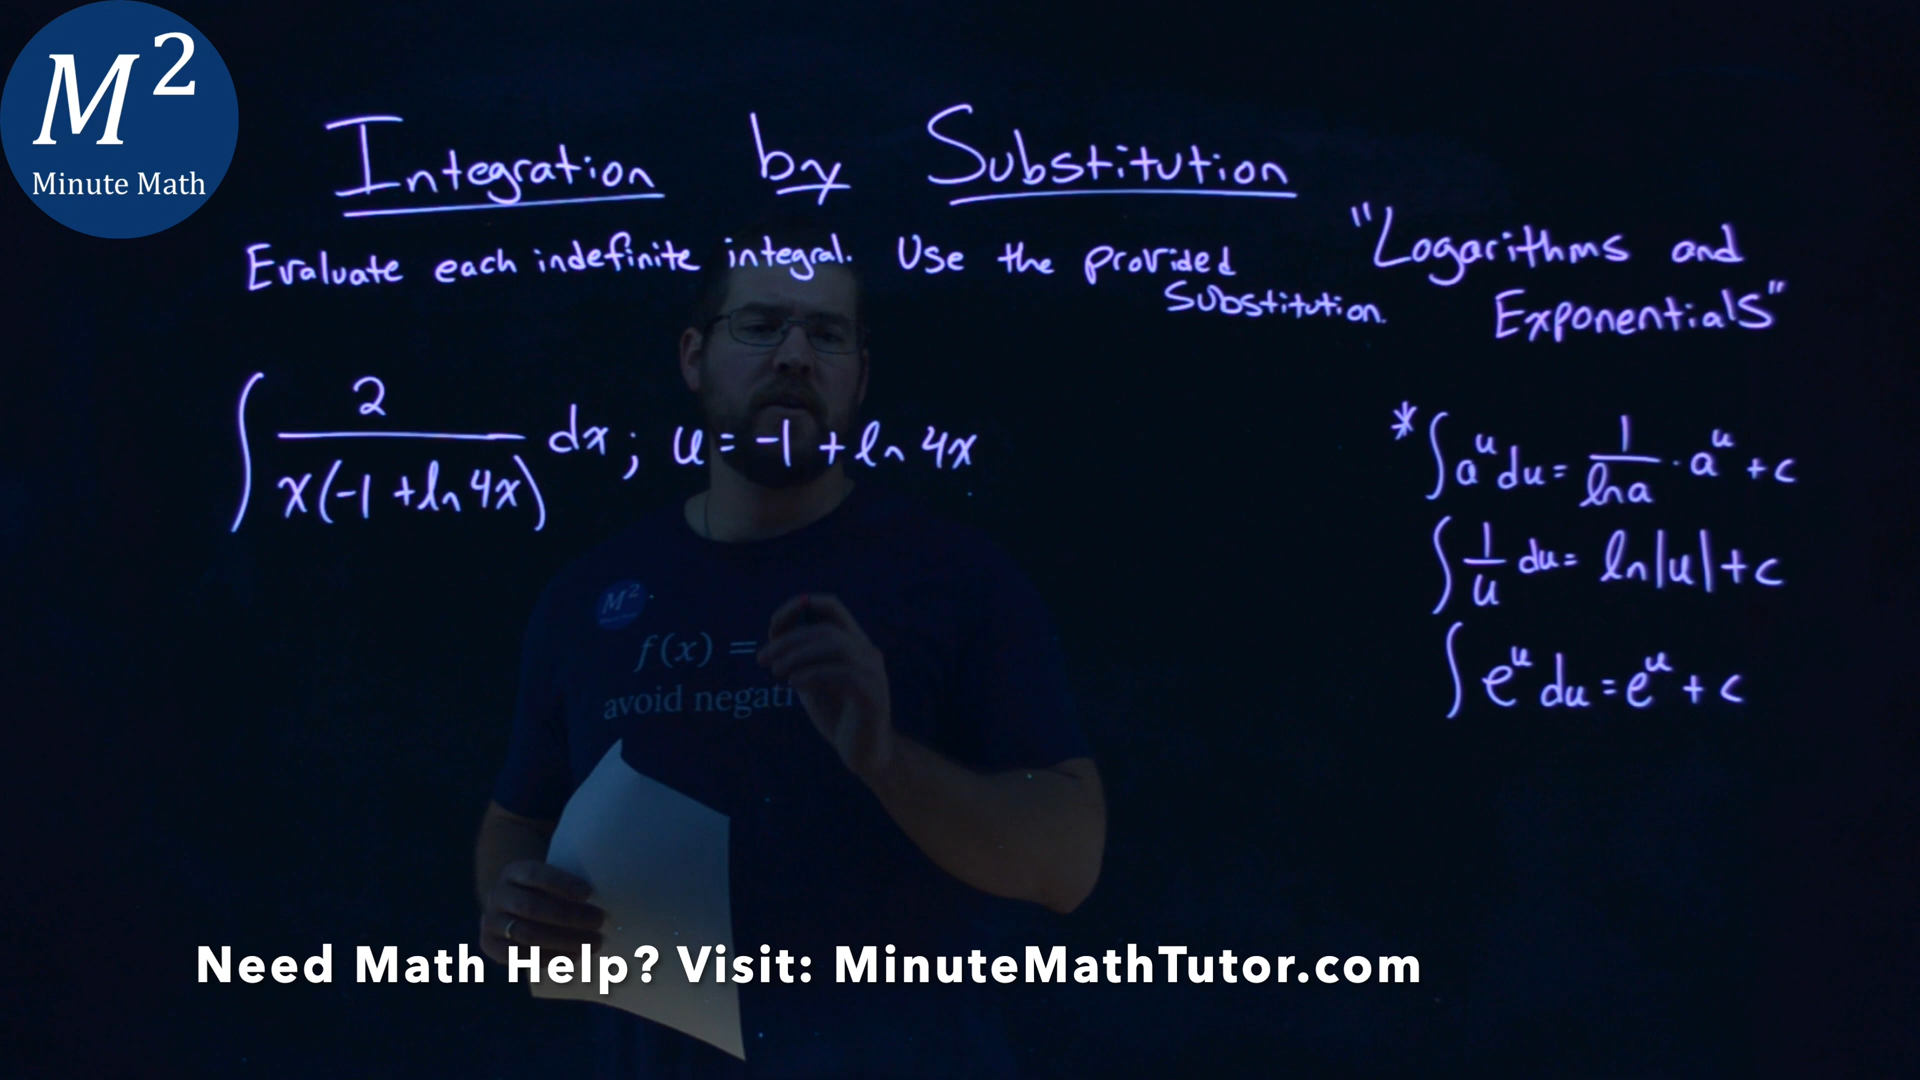 M²
Minute Math
Integration by Substitution
Evaluate each indefinite integral. Use the provided
Substitution.
"Logarithms and
Exponentials"
∫ 2/(x(-1+ln 4x)) dx; u = -1 + ln 4x
*∫a^u du = 1/(ln a) · a^u + c
∫ 1/u du = ln|u| + c
∫ e^u du = e^u + c
M²
f(x) =
avoid negati
Need Math Help? Visit: MinuteMathTutor.com